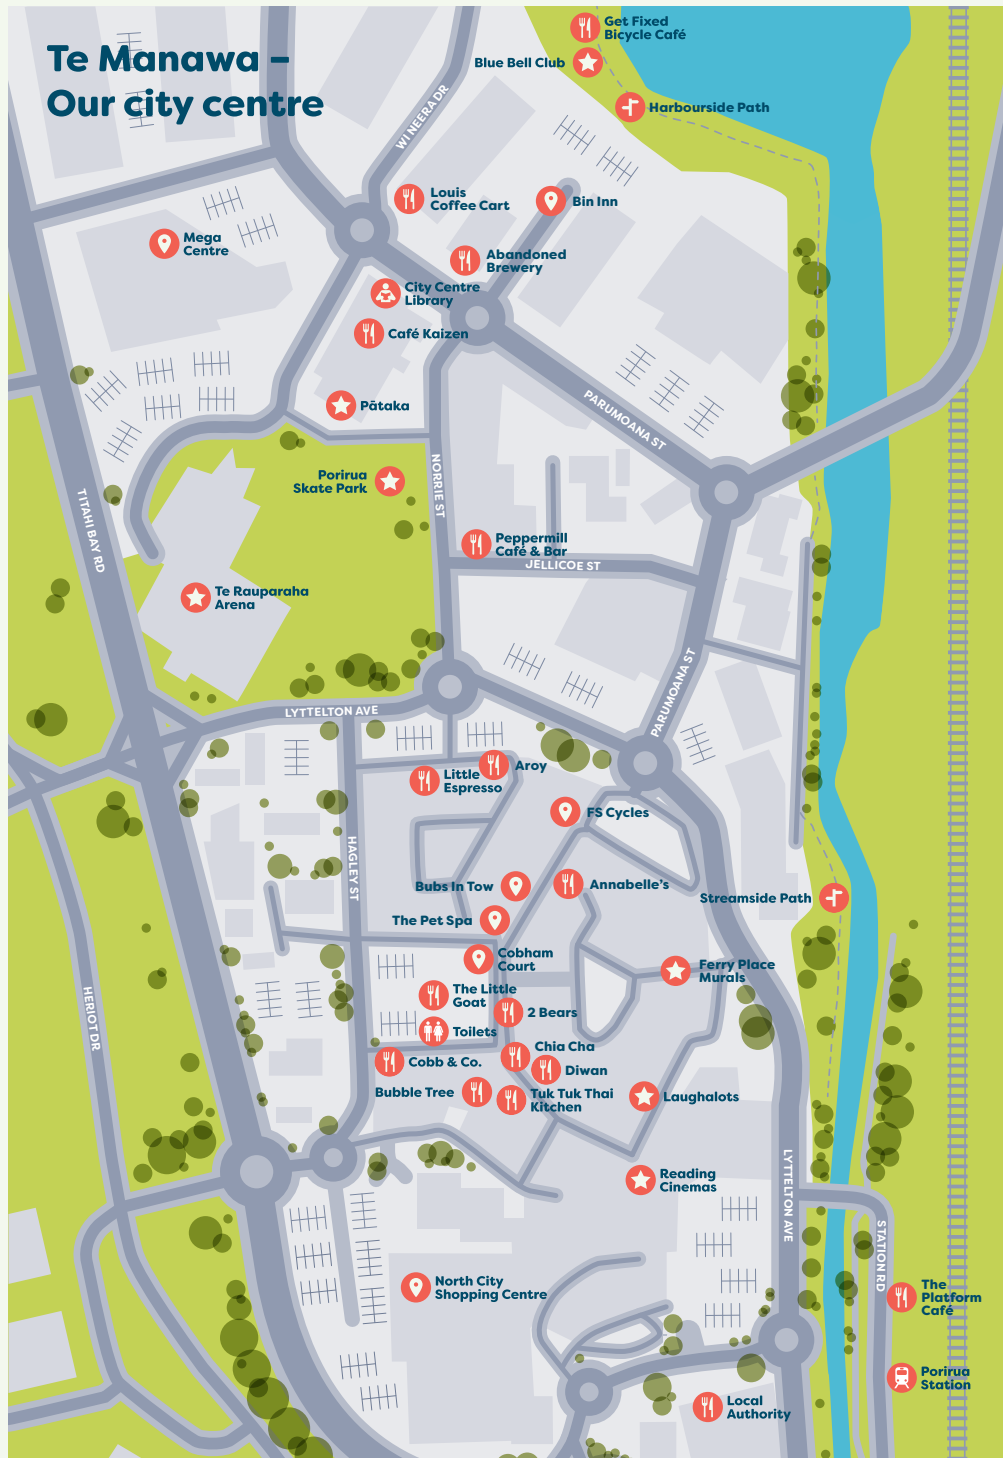 Te Manawa –
Our city centre
Get Fixed
Bicycle Café
Blue Bell Club
Harbourside Path
WI NEERA DR
Louis
Coffee Cart
Bin Inn
Mega
Centre
Abandoned
Brewery
City Centre
Library
Café Kaizen
Pātaka
PARUMOANA ST
Porirua
Skate Park
NORRIE ST
TITAHI BAY RD
Peppermill
Café & Bar
JELLICOE ST
Te Rauparaha
Arena
PARUMOANA ST
LYTTELTON AVE
Little
Espresso
Aroy
FS Cycles
HAGLEY ST
Bubs In Tow
Annabelle's
Streamside Path
The Pet Spa
Cobham
Court
Ferry Place
Murals
HERIOT DR
The Little
Goat
2 Bears
Toilets
Chia Cha
Cobb & Co.
Diwan
Bubble Tree
Tuk Tuk Thai
Kitchen
Laughalots
Reading
Cinemas
LYTTELTON AVE
STATION RD
North City
Shopping Centre
The
Platform
Café
Porirua
Station
Local
Authority